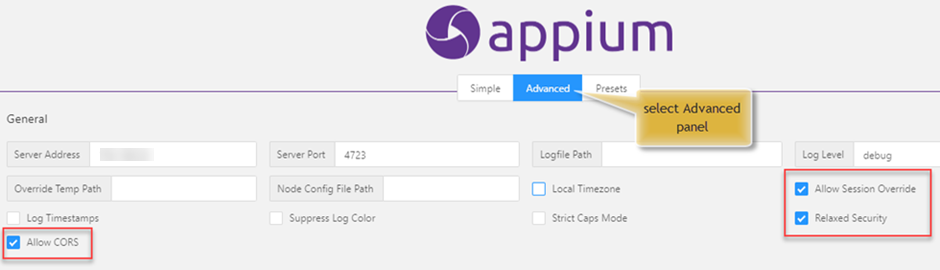 appium
Simple Advanced Presets
select Advanced
panel
General
Server Address Server Port 4723 Logfile Path Log Level debug
Override Temp Path Node Config File Path Local Timezone Allow Session Override
Log Timestamps Suppress Log Color Strict Caps Mode Relaxed Security
Allow CORS